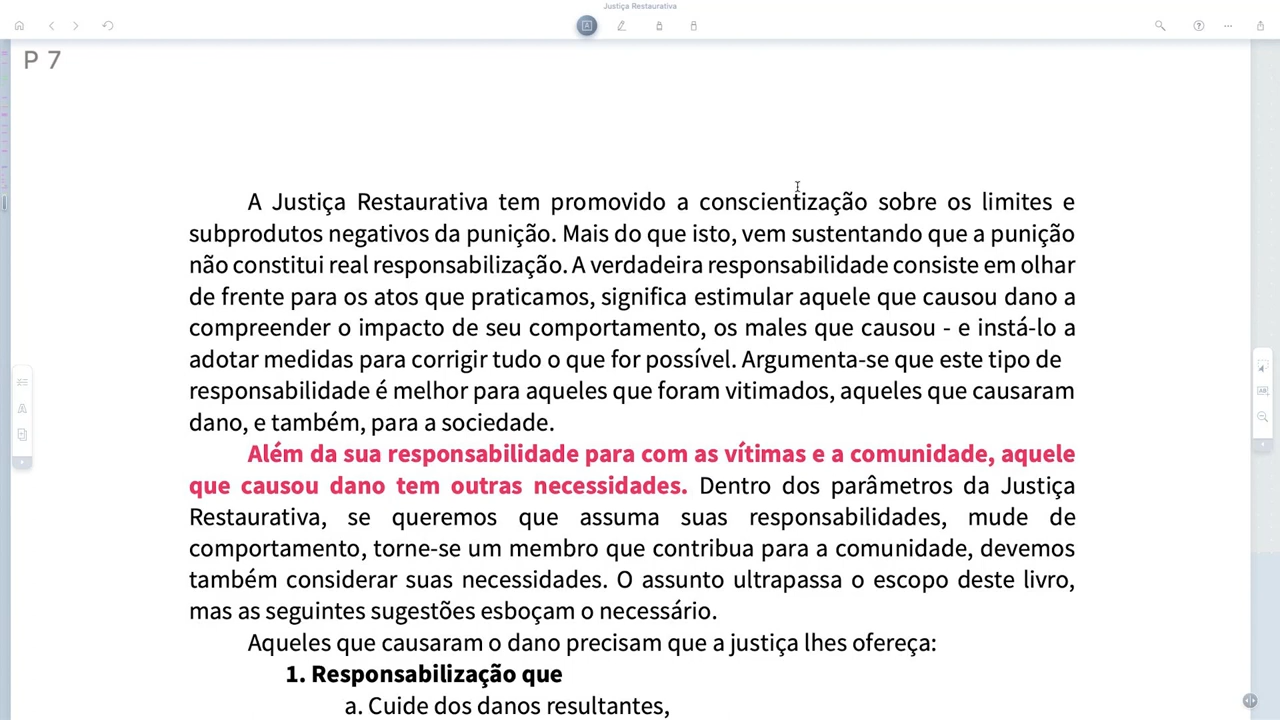 Justiça Restaurativa
P 7
A Justiça Restaurativa tem promovido a conscientização sobre os limites e
subprodutos negativos da punição. Mais do que isto, vem sustentando que a punição
não constitui real responsabilização. A verdadeira responsabilidade consiste em olhar
de frente para os atos que praticamos, significa estimular aquele que causou dano a
compreender o impacto de seu comportamento, os males que causou - e instá-lo a
adotar medidas para corrigir tudo o que for possível. Argumenta-se que este tipo de
responsabilidade é melhor para aqueles que foram vitimados, aqueles que causaram
dano, e também, para a sociedade.
Além da sua responsabilidade para com as vítimas e a comunidade, aquele
que causou dano tem outras necessidades. Dentro dos parâmetros da Justiça
Restaurativa, se queremos que assuma suas responsabilidades, mude de
comportamento, torne-se um membro que contribua para a comunidade, devemos
também considerar suas necessidades. O assunto ultrapassa o escopo deste livro,
mas as seguintes sugestões esboçam o necessário.
Aqueles que causaram o dano precisam que a justiça lhes ofereça:
1. Responsabilização que
a. Cuide dos danos resultantes,